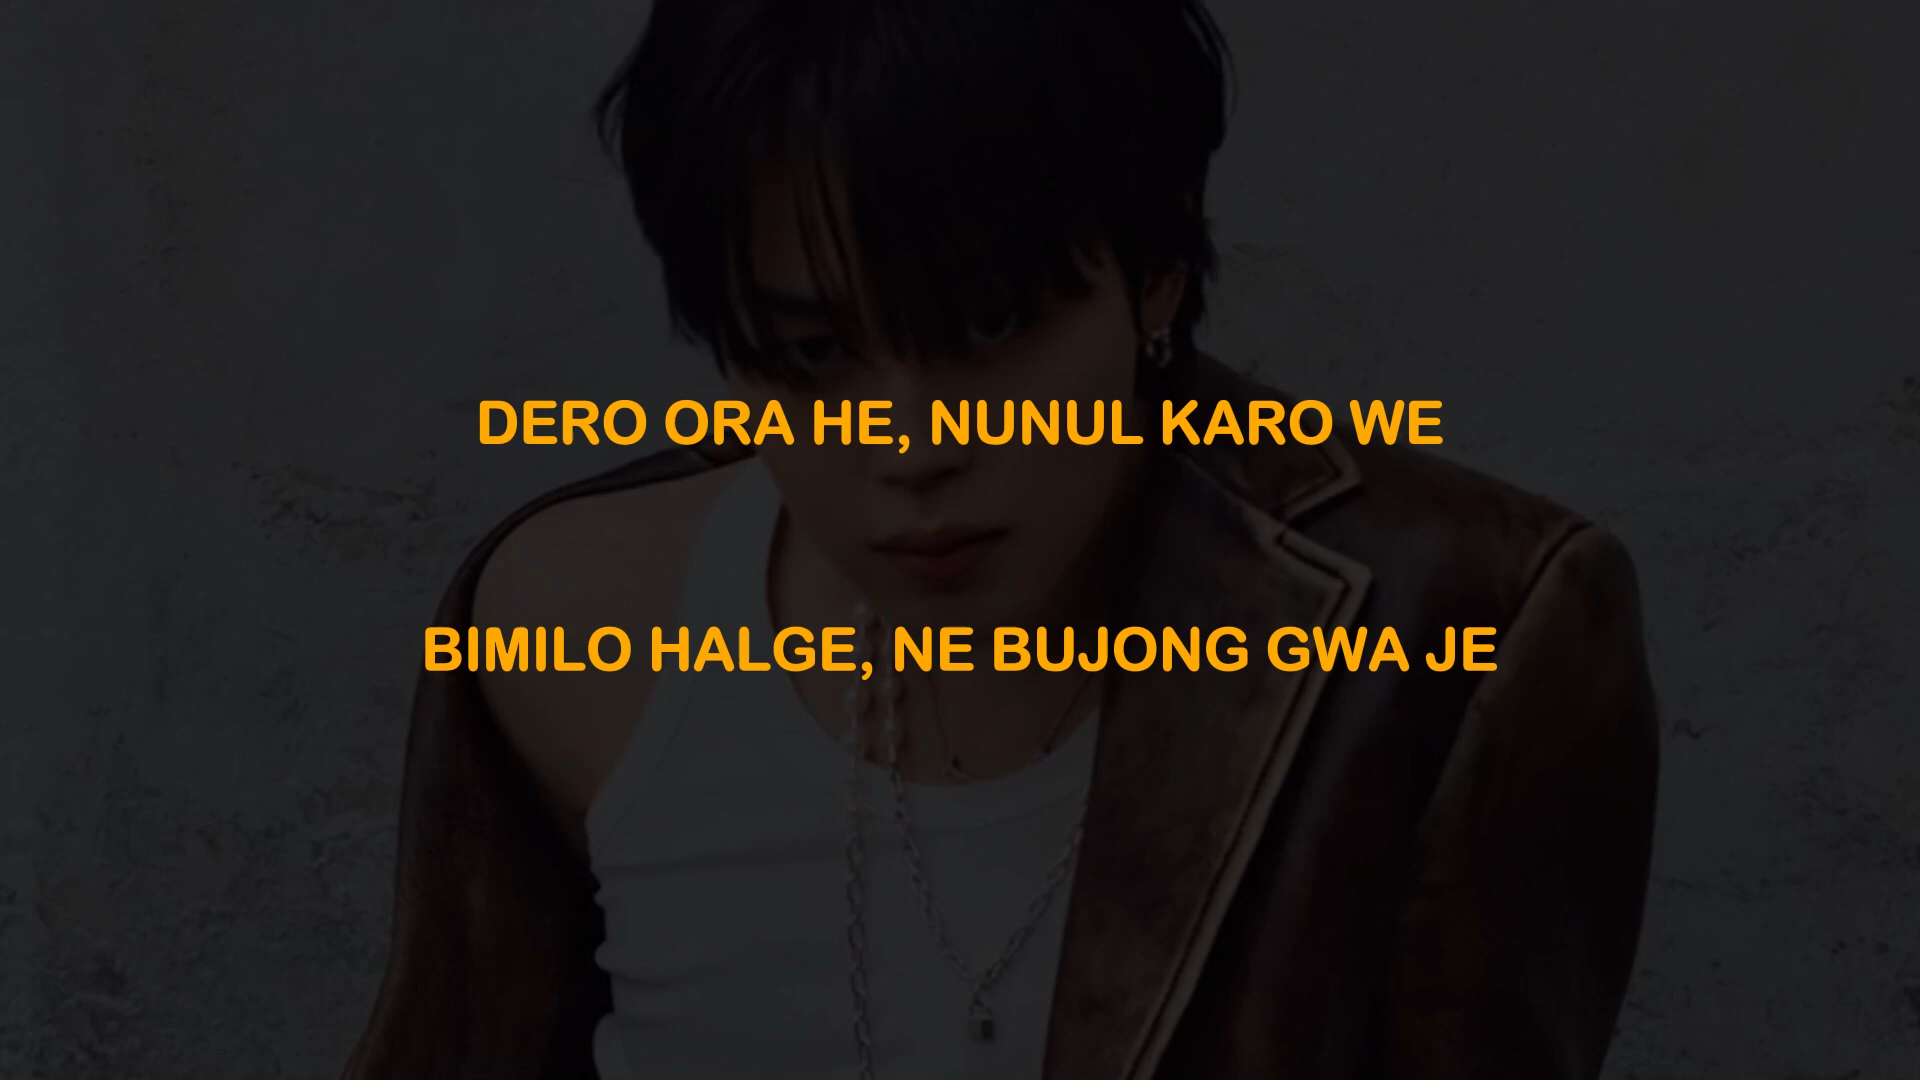 DERO ORA HE, NUNUL KARO WE
BIMILO HALGE, NE BUJONG GWA JE